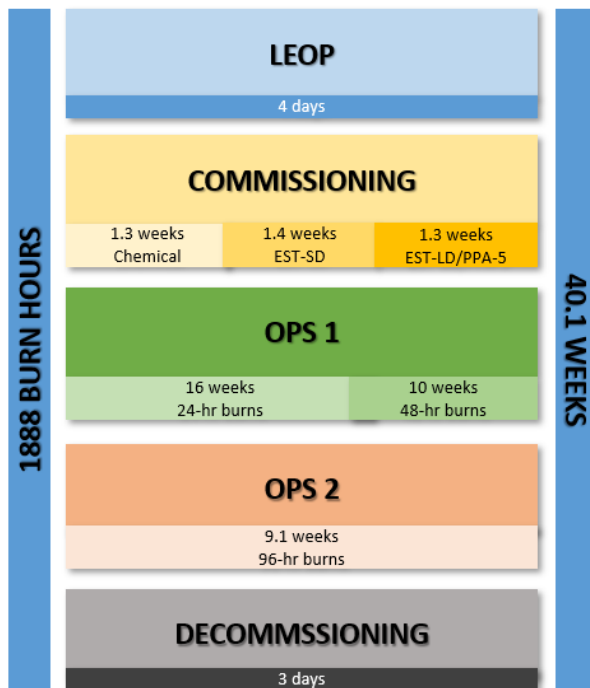 LEOP
4 days
COMMISSIONING
1.3 weeks
Chemical
1.4 weeks
EST-SD
1.3 weeks
EST-LD/PPA-5
OPS 1
16 weeks
24-hr burns
10 weeks
48-hr burns
OPS 2
9.1 weeks
96-hr burns
DECOMMSSIONING
3 days
1888 BURN HOURS
40.1 WEEKS